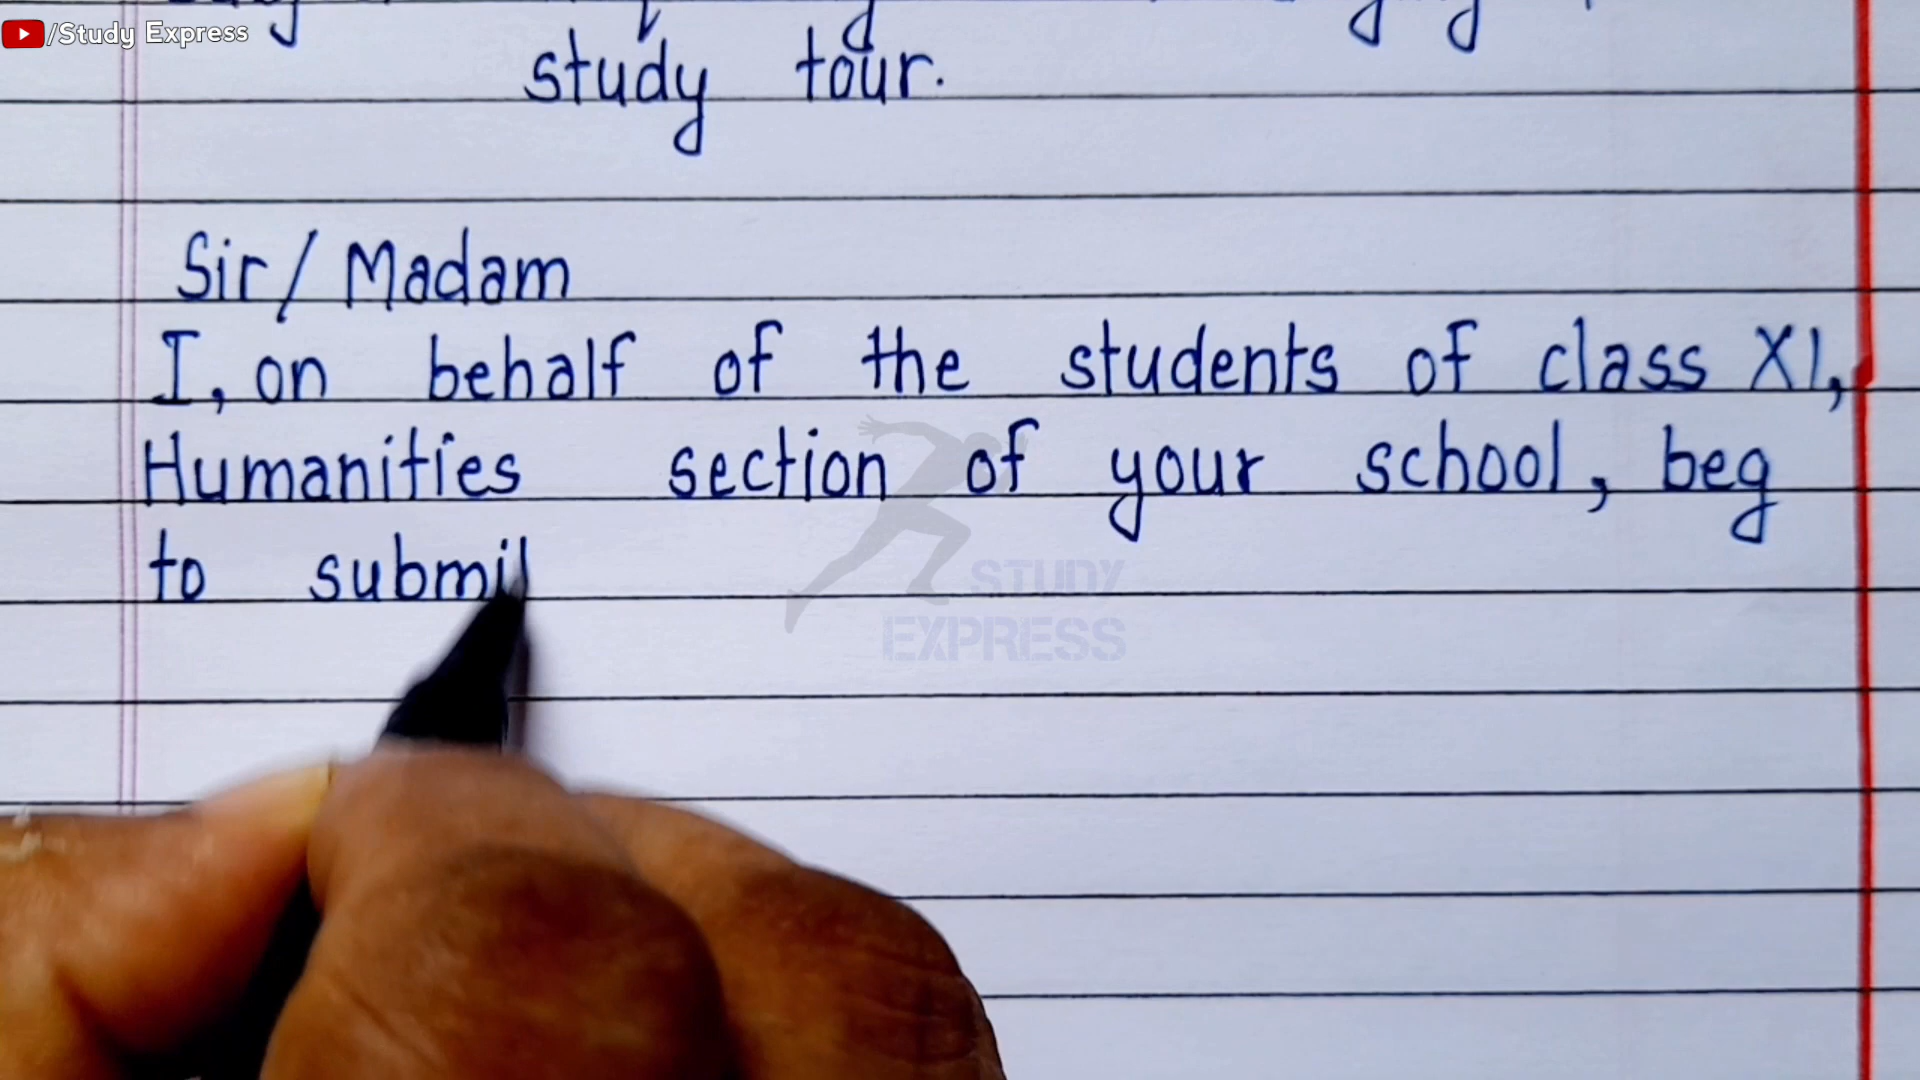 /Study Express
study tour.
Sir/Madam
I, on behalf of the students of class XI,
Humanities section of your school, beg
to submi
STUDY
EXPRESS